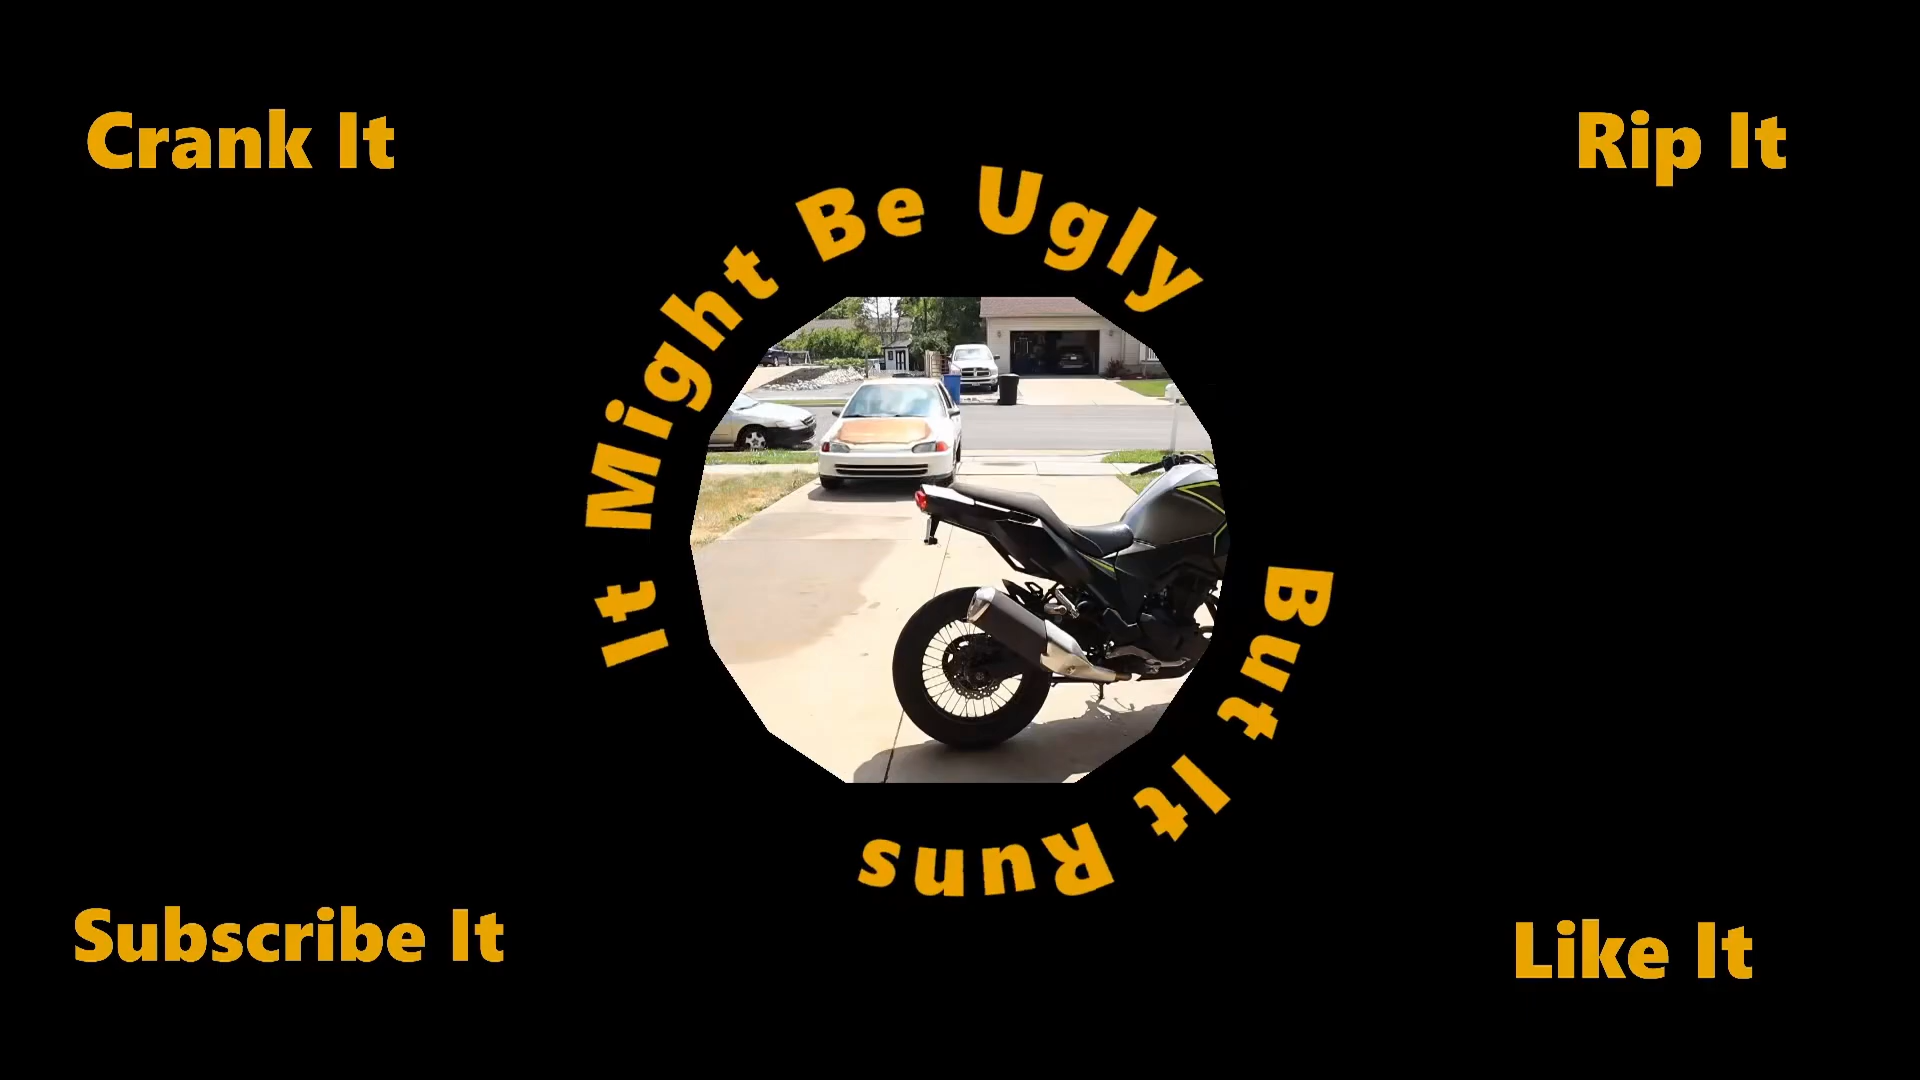 Crank It
Rip It
It Might Be Ugly
But It Runs
Subscribe It
Like It